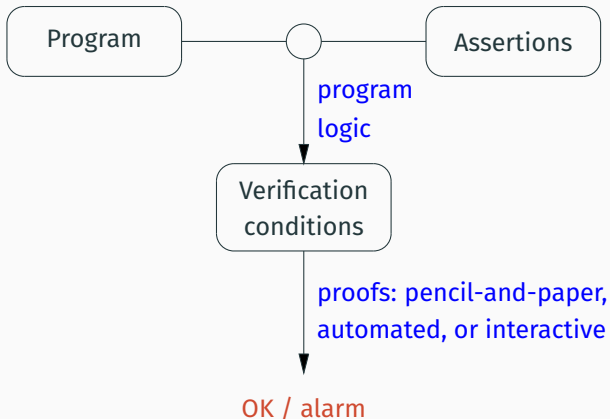 Program
Assertions
program
logic
Verification
conditions
proofs: pencil-and-paper,
automated, or interactive
OK / alarm